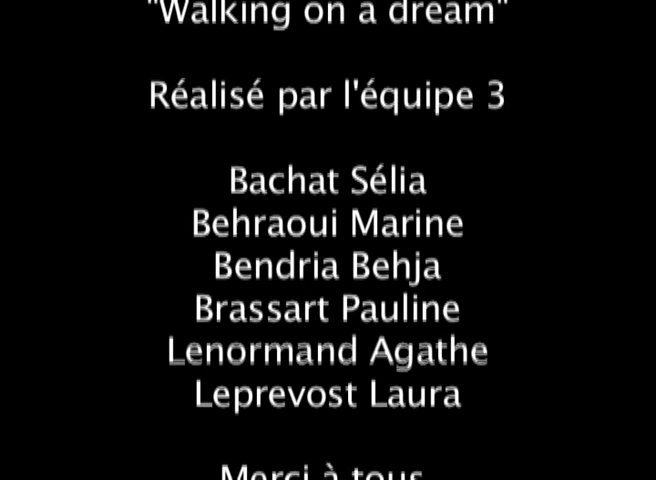 "Walking on a dream"
Réalisé par l'équipe 3
Bachat Sélia
Behraoui Marine
Bendria Behja
Brassart Pauline
Lenormand Agathe
Leprevost Laura
Merci à tous